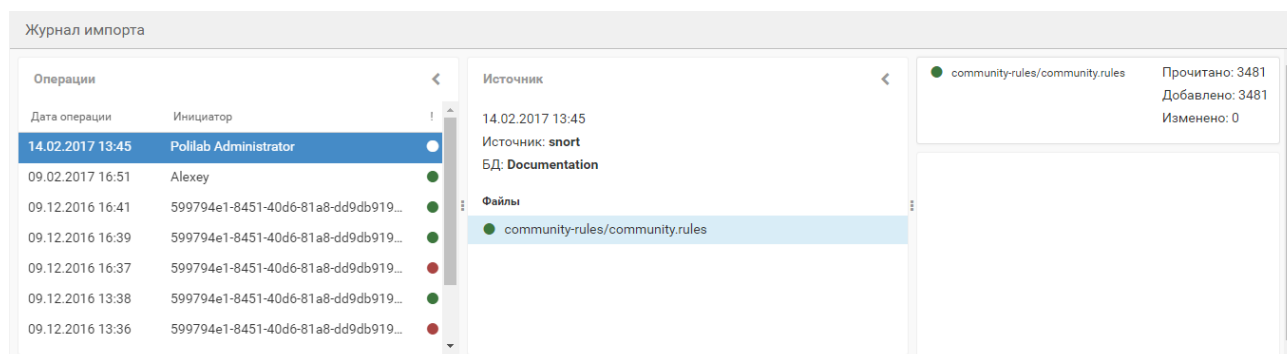 Журнал импорта
Операции
Дата операции Инициатор !
14.02.2017 13:45 Polilab Administrator
09.02.2017 16:51 Alexey
09.12.2016 16:41 599794e1-8451-40d6-81a8-dd9db919...
09.12.2016 16:39 599794e1-8451-40d6-81a8-dd9db919...
09.12.2016 16:37 599794e1-8451-40d6-81a8-dd9db919...
09.12.2016 13:38 599794e1-8451-40d6-81a8-dd9db919...
09.12.2016 13:36 599794e1-8451-40d6-81a8-dd9db919...
Источник
14.02.2017 13:45
Источник: snort
БД: Documentation
Файлы
community-rules/community.rules
community-rules/community.rules Прочитано: 3481
Добавлено: 3481
Изменено: 0